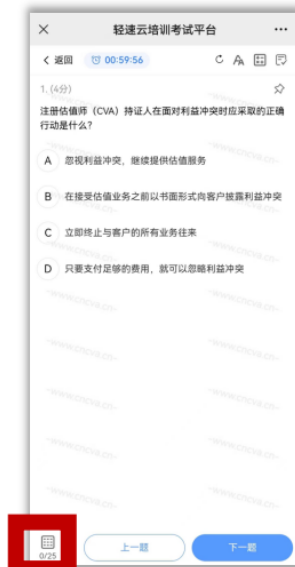 轻速云培训考试平台
返回 00:59:56
1. (4分)
注册估值师（CVA）持证人在面对利益冲突时应采取的正确
行动是什么？
A 忽视利益冲突，继续提供估值服务
B 在接受估值业务之前以书面形式向客户披露利益冲突
C 立即终止与客户的所有业务往来
D 只要支付足够的费用，就可以忽略利益冲突
0/25
上一题
下一题